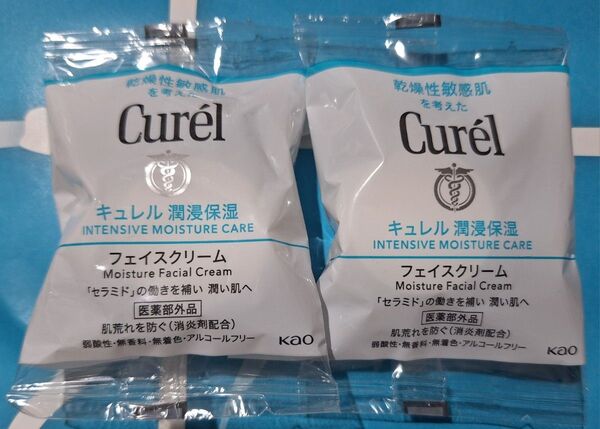 乾燥性敏感肌
を考えた
Curél
キュレル 潤浸保湿
INTENSIVE MOISTURE CARE
フェイスクリーム
Moisture Facial Cream
「セラミド」の働きを補い 潤い肌へ
医薬部外品
肌荒れを防ぐ(消炎剤配合)
弱酸性・無香料・無着色・アルコールフリー
Kao
乾燥性敏感肌
を考えた
Curél
キュレル 潤浸保湿
INTENSIVE MOISTURE CARE
フェイスクリーム
Moisture Facial Cream
「セラミド」の働きを補い 潤い肌へ
医薬部外品
肌荒れを防ぐ(消炎剤配合)
弱酸性・無香料・無着色・アルコールフリー
Kao